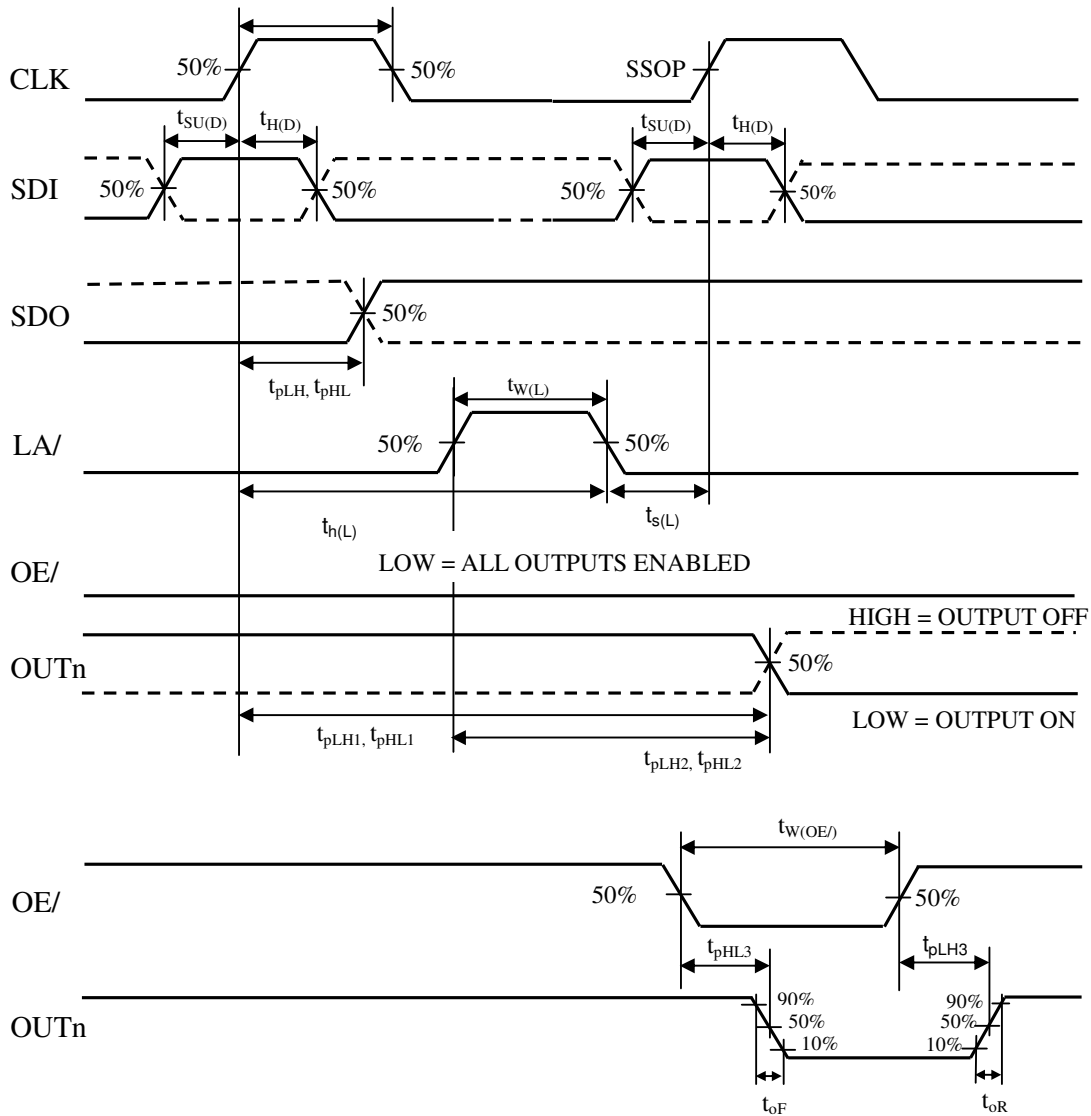 50%
50%
SSOP
CLK
tSU(D)
tH(D)
tSU(D)
tH(D)
SDI
50%
50%
50%
50%
SDO
50%
tpLH, tpHL
tW(L)
LA/
50%
50%
th(L)
ts(L)
LOW = ALL OUTPUTS ENABLED
OE/
HIGH = OUTPUT OFF
OUTn
50%
LOW = OUTPUT ON
tpLH1, tpHL1
tpLH2, tpHL2
tW(OE/)
OE/
50%
50%
tpHL3
tpLH3
OUTn
90%
50%
10%
90%
50%
10%
toF
toR